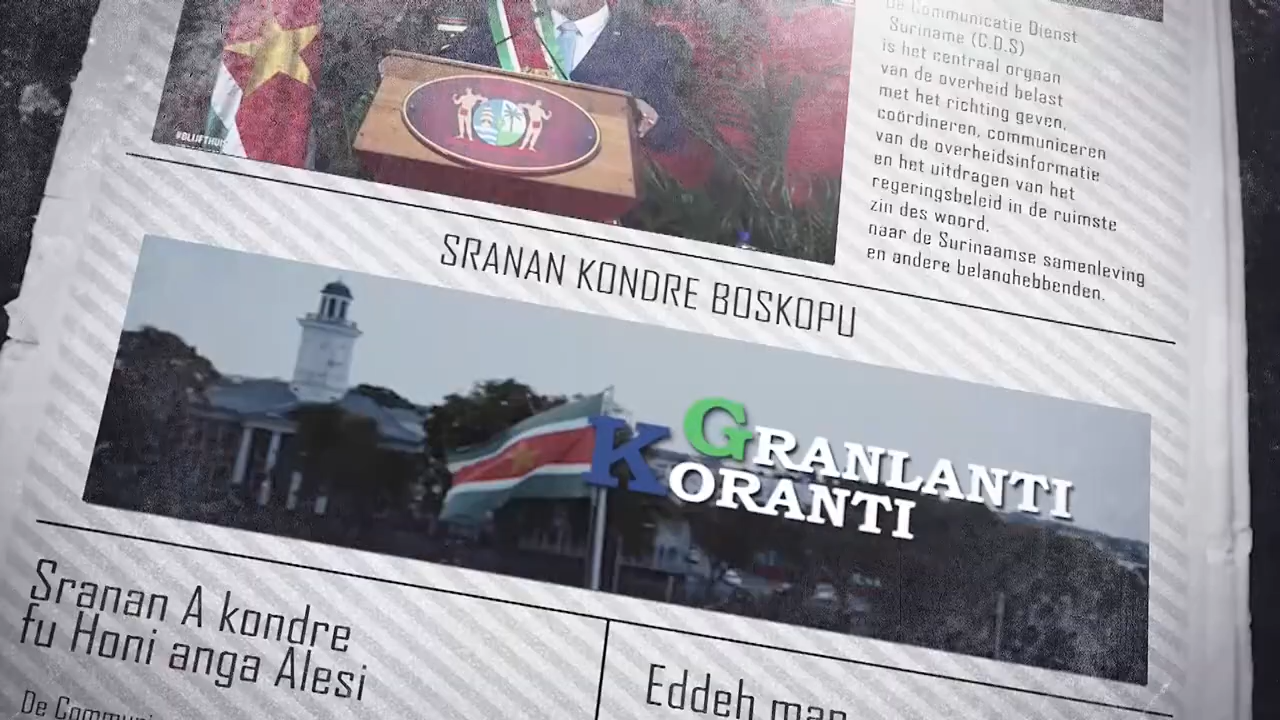 De Communicatie Dienst
Suriname (C.D.S)
is het centraal orgaan
van de overheid belast
met het richting geven,
coördineren, communiceren
van de overheidsinformatie
en het uitdragen van het
regeringsbeleid in de ruimste
zin des woord,
naar de Surinaamse samenleving
en andere belanghebbenden.
SRANAN KONDRE BOSKOPU
GRANLANTI
KORANTI
Sranan A kondre
fu Honi anga Alesi
Eddeh man
De Communi